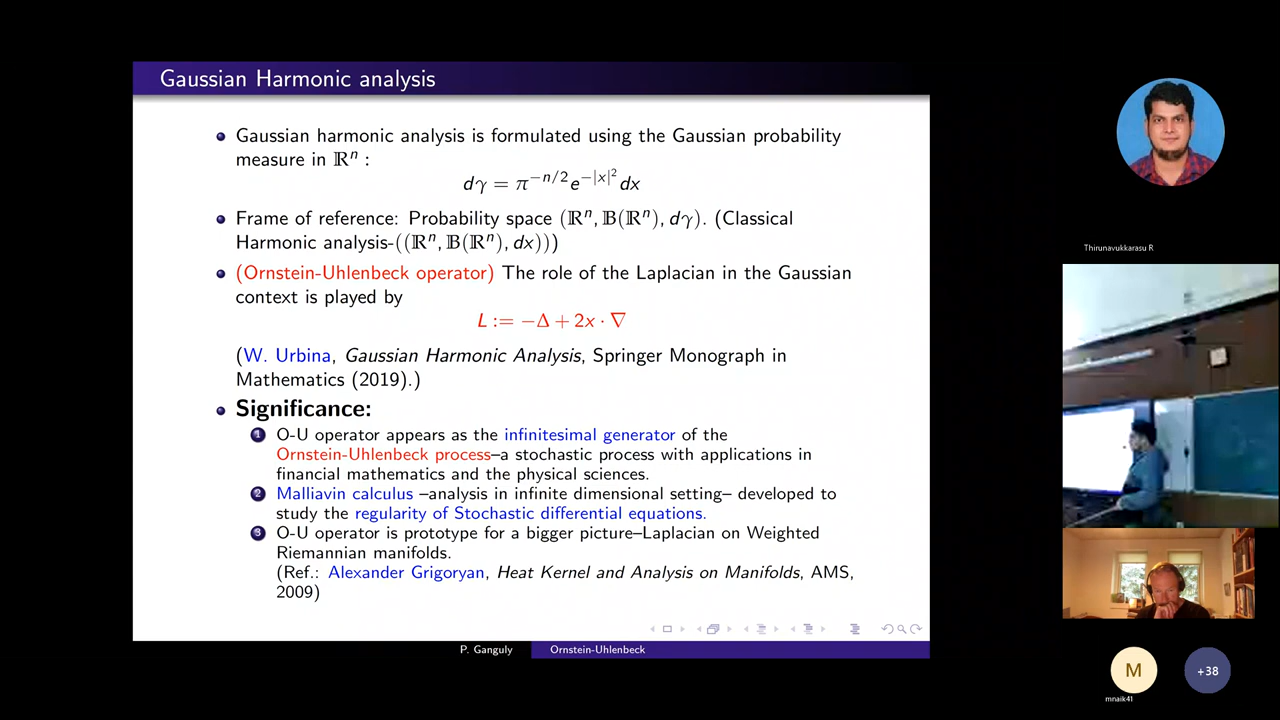 Gaussian Harmonic analysis
Gaussian harmonic analysis is formulated using the Gaussian probability
measure in ℝⁿ :
dγ = π^{-n/2} e^{-|x|²} dx
Frame of reference: Probability space (ℝⁿ, 𝔹(ℝⁿ), dγ). (Classical
Harmonic analysis-((ℝⁿ, 𝔹(ℝⁿ), dx)))
(Ornstein-Uhlenbeck operator) The role of the Laplacian in the Gaussian
context is played by
L := −Δ + 2x · ∇
(W. Urbina, Gaussian Harmonic Analysis, Springer Monograph in
Mathematics (2019).)
Significance:
1 O-U operator appears as the infinitesimal generator of the
Ornstein-Uhlenbeck process–a stochastic process with applications in
financial mathematics and the physical sciences.
2 Malliavin calculus –analysis in infinite dimensional setting– developed to
study the regularity of Stochastic differential equations.
3 O-U operator is prototype for a bigger picture–Laplacian on Weighted
Riemannian manifolds.
(Ref.: Alexander Grigoryan, Heat Kernel and Analysis on Manifolds, AMS,
2009)
P. Ganguly Ornstein-Uhlenbeck
Thirunavukkarasu R
M
mnaik41
+38